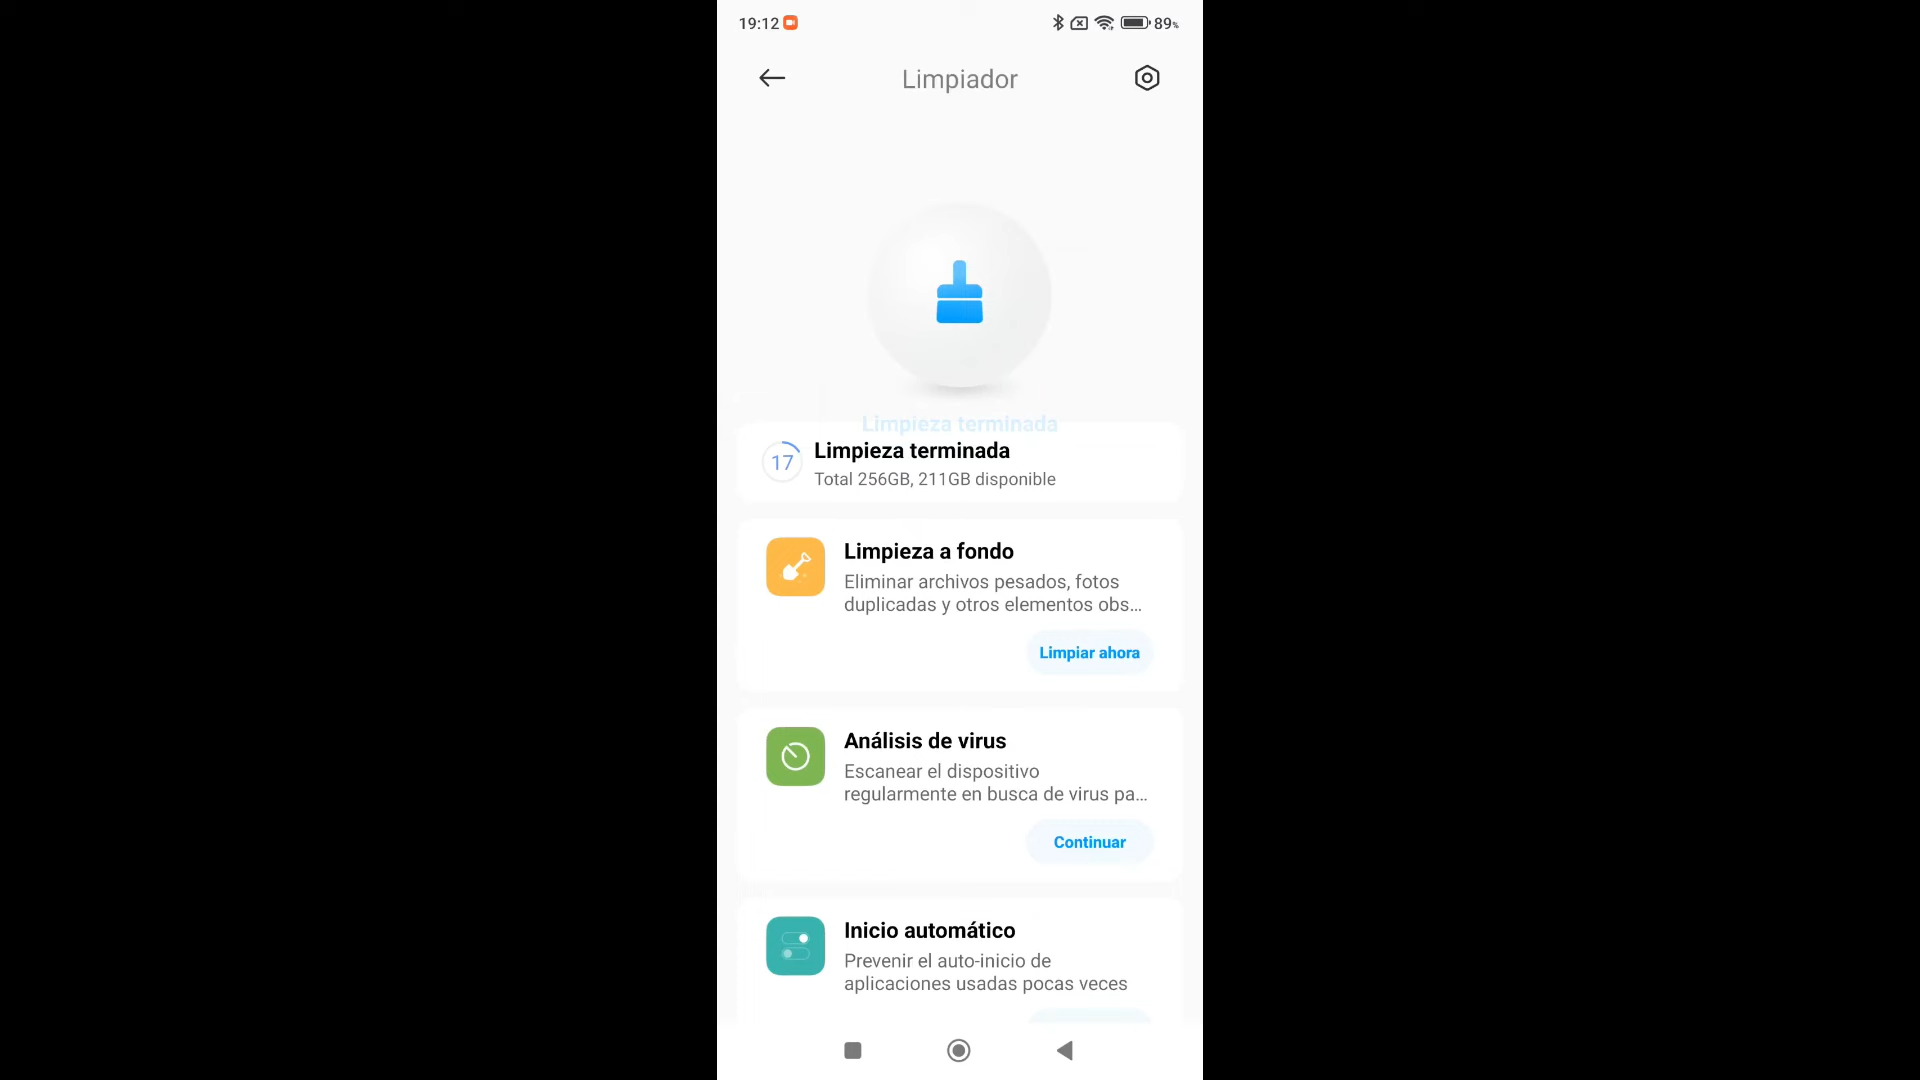 19:12
89%
Limpiador
Limpieza terminada
17
Limpieza terminada
Total 256GB, 211GB disponible
Limpieza a fondo
Eliminar archivos pesados, fotos
duplicadas y otros elementos obs...
Limpiar ahora
Análisis de virus
Escanear el dispositivo
regularmente en busca de virus pa...
Continuar
Inicio automático
Prevenir el auto-inicio de
aplicaciones usadas pocas veces